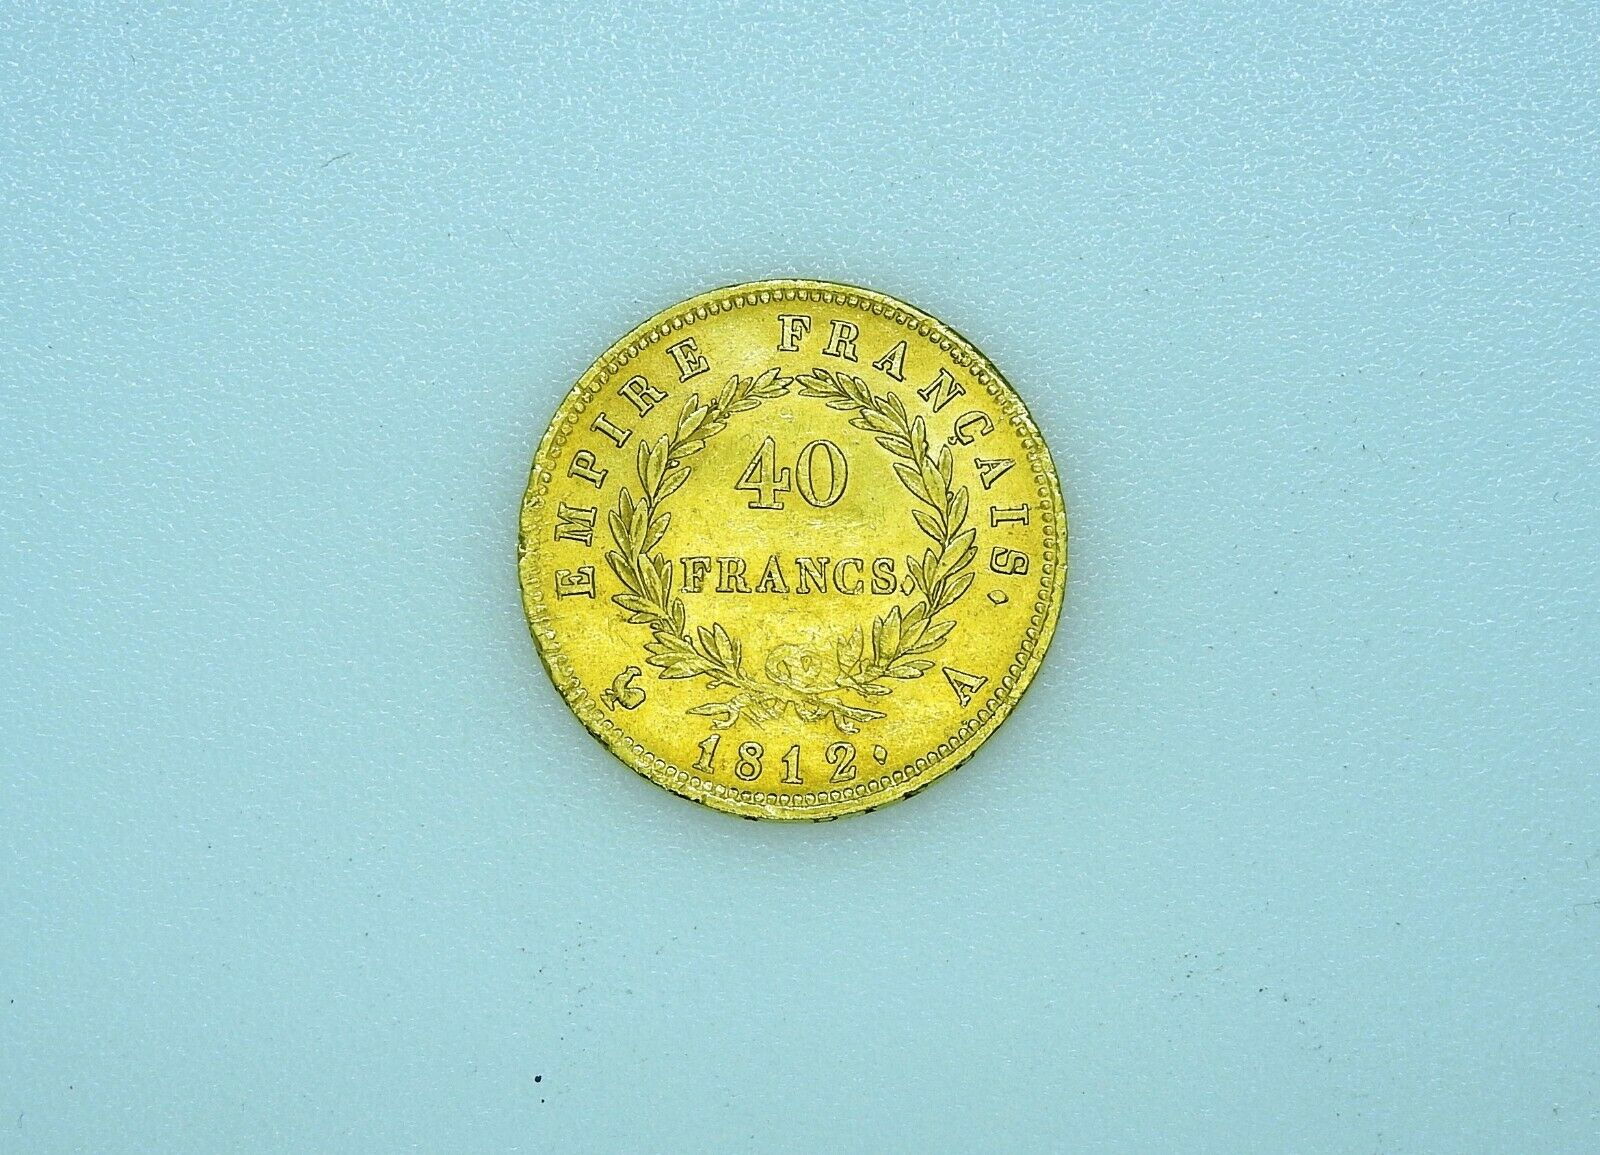 EMPIRE FRANÇAIS.
40
FRANCS.
A
1812